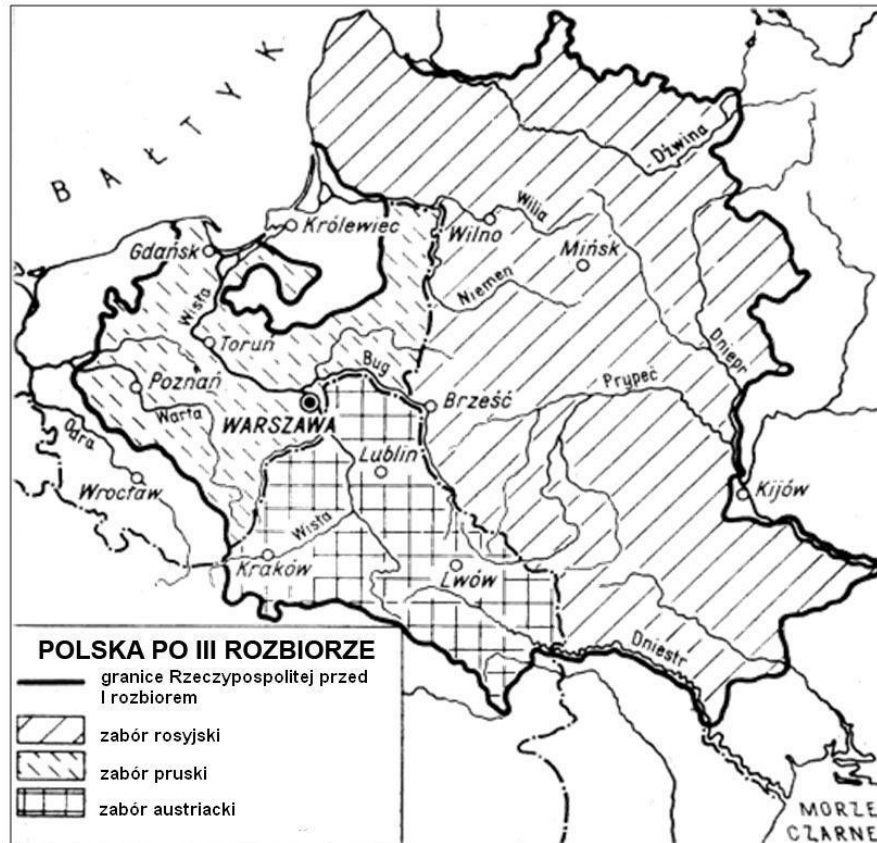 BAŁTYK
Dźwina
Królewiec
Wilno
Wilia
Gdańsk
Mińsk
Niemen
Wisła
Dniepr
Toruń
Bug
Prypeć
Poznań
Warta
WARSZAWA
Brześć
Odra
Lublin
Wrocław
Kijów
Wisła
Kraków
Lwów
Dniestr
POLSKA PO III ROZBIORZE
granice Rzeczypospolitej przed
I rozbiorem
zabór rosyjski
zabór pruski
zabór austriacki
MORZE
CZARNE